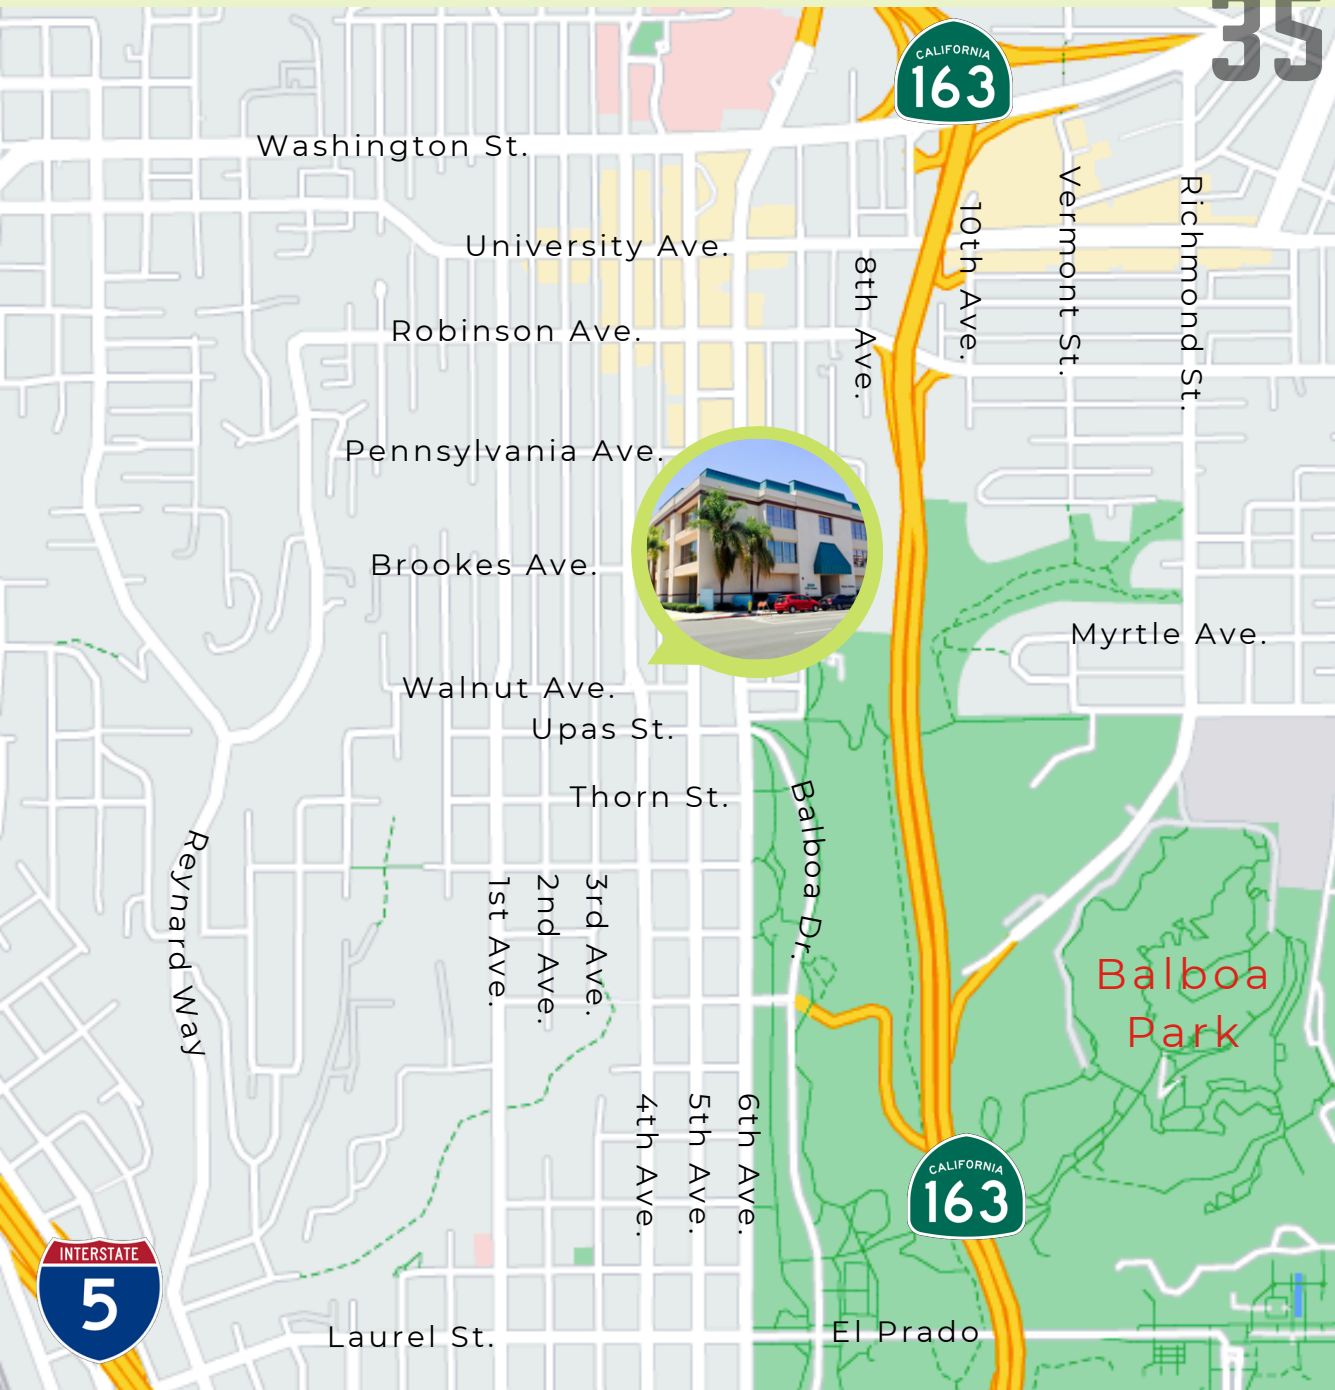 35
CALIFORNIA
163
Washington St.
Vermont St.
Richmond St.
10th Ave.
University Ave.
8th Ave.
Robinson Ave.
Pennsylvania Ave.
Brookes Ave.
Myrtle Ave.
Walnut Ave.
Upas St.
Thorn St.
Balboa Dr.
Reynard Way
1st Ave.
2nd Ave.
3rd Ave.
Balboa
Park
4th Ave.
5th Ave.
6th Ave.
CALIFORNIA
163
INTERSTATE
5
Laurel St.
El Prado